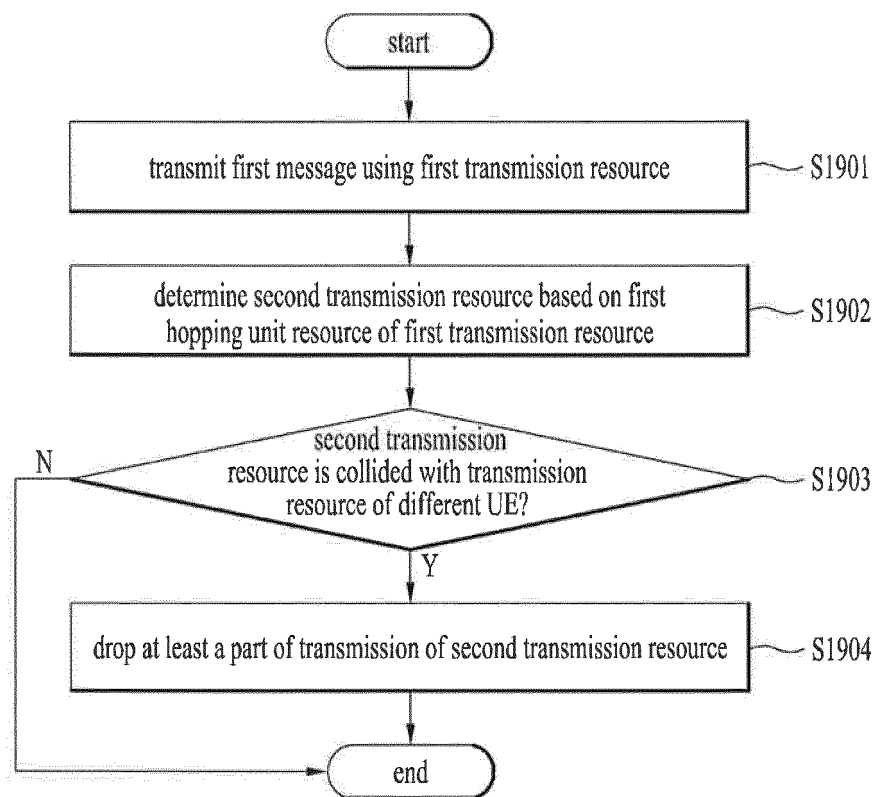 start
transmit first message using first transmission resource
S1901
determine second transmission resource based on first
hopping unit resource of first transmission resource
S1902
second transmission
resource is collided with transmission
resource of different UE?
S1903
N
Y
drop at least a part of transmission of second transmission resource
S1904
end